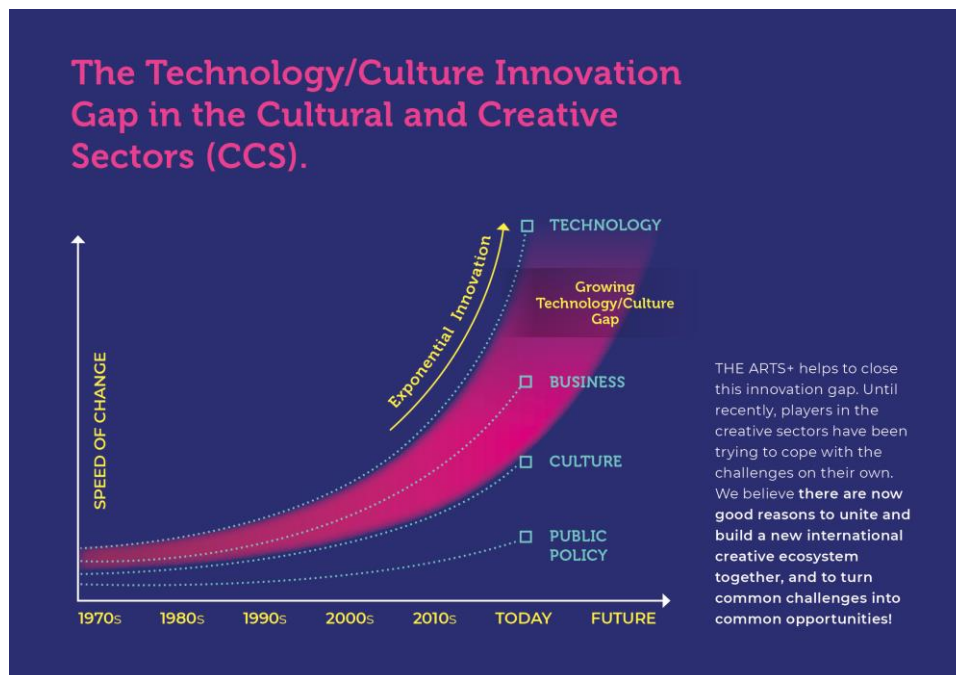 The Technology/Culture Innovation
Gap in the Cultural and Creative
Sectors (CCS).
SPEED OF CHANGE
Exponential Innovation
TECHNOLOGY
Growing
Technology/Culture
Gap
BUSINESS
CULTURE
PUBLIC
POLICY
1970s 1980s 1990s 2000s 2010s TODAY FUTURE
THE ARTS+ helps to close
this innovation gap. Until
recently, players in the
creative sectors have been
trying to cope with the
challenges on their own.
We believe there are now
good reasons to unite and
build a new international
creative ecosystem
together, and to turn
common challenges into
common opportunities!